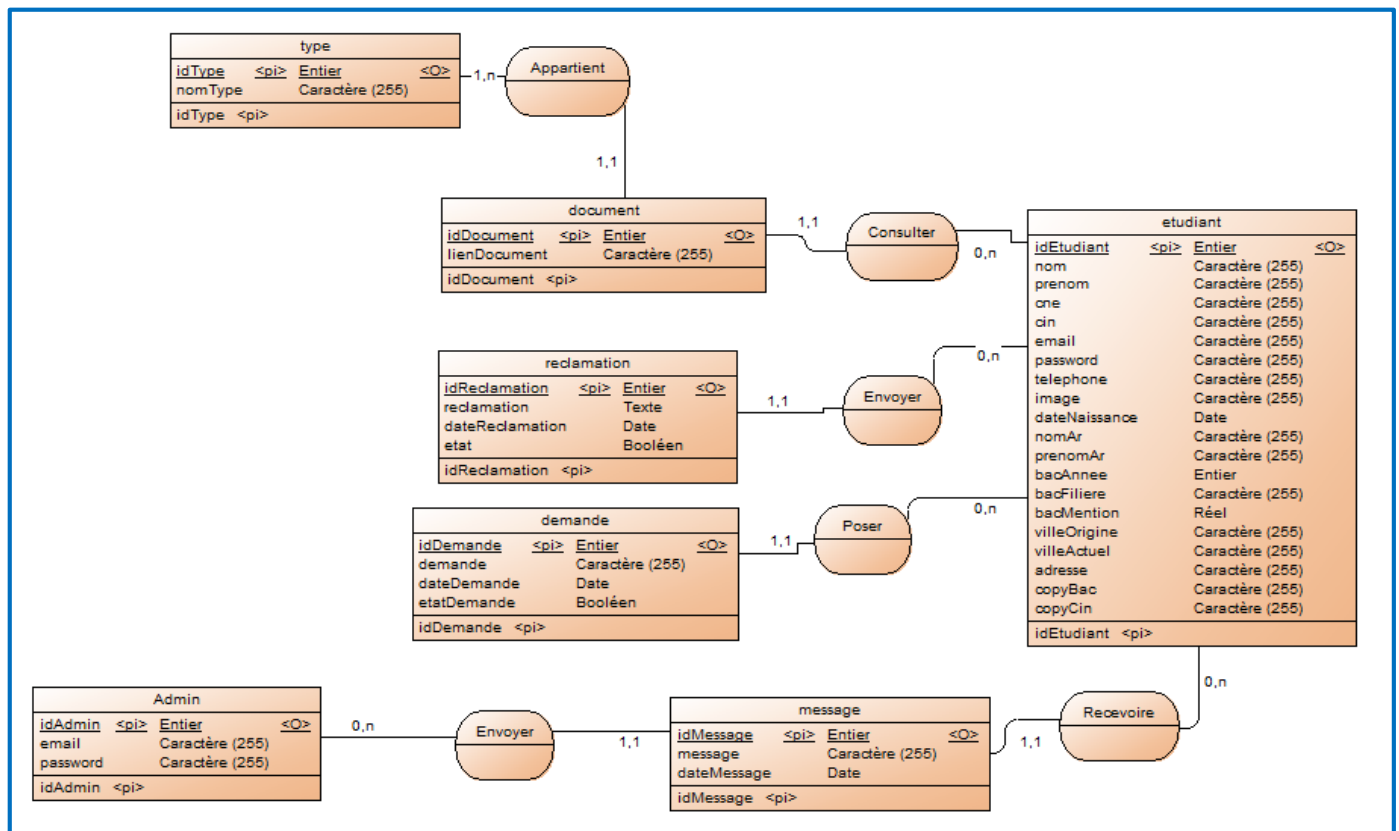 type
idType <pi> Entier <O>
nomType Caractère (255)
idType <pi>
1,n
Appartient
1,1
document
idDocument <pi> Entier <O>
lienDocument Caractère (255)
idDocument <pi>
1,1
Consulter
0,n
etudiant
idEtudiant <pi> Entier <O>
nom Caractère (255)
prenom Caractère (255)
cne Caractère (255)
cin Caractère (255)
email Caractère (255)
password Caractère (255)
telephone Caractère (255)
image Caractère (255)
dateNaissance Date
nomAr Caractère (255)
prenomAr Caractère (255)
bacAnnee Entier
bacFiliere Caractère (255)
bacMention Réel
villeOrigine Caractère (255)
villeActuel Caractère (255)
adresse Caractère (255)
copyBac Caractère (255)
copyCin Caractère (255)
idEtudiant <pi>
reclamation
idReclamation <pi> Entier <O>
reclamation Texte
dateReclamation Date
etat Booléen
idReclamation <pi>
1,1
Envoyer
0,n
demande
idDemande <pi> Entier <O>
demande Caractère (255)
dateDemande Date
etatDemande Booléen
idDemande <pi>
1,1
Poser
0,n
Admin
idAdmin <pi> Entier <O>
email Caractère (255)
password Caractère (255)
idAdmin <pi>
0,n
Envoyer
1,1
message
idMessage <pi> Entier <O>
message Caractère (255)
dateMessage Date
idMessage <pi>
1,1
Recevoire
0,n